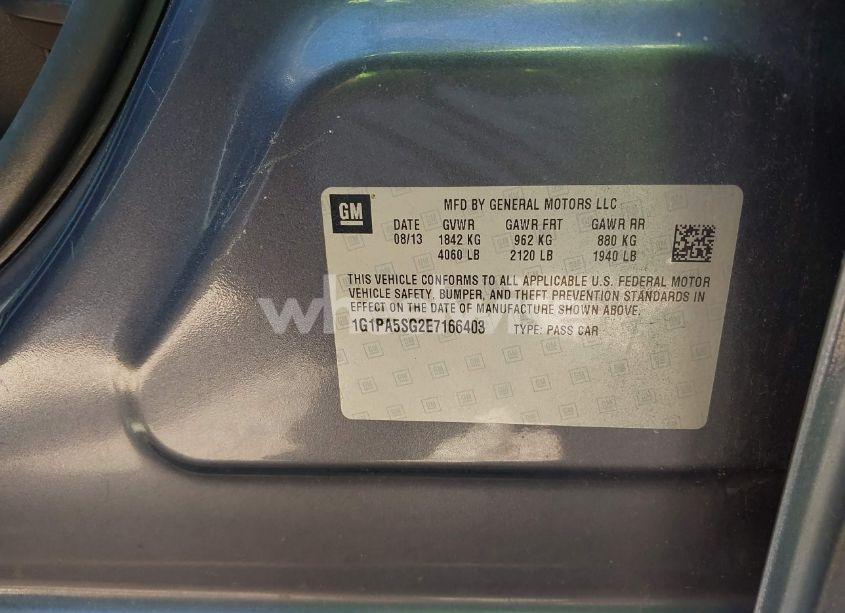 GM
MFD BY GENERAL MOTORS LLC
DATE GVWR GAWR FRT GAWR RR
08/13 1842 KG 962 KG 880 KG
4060 LB 2120 LB 1940 LB
THIS VEHICLE CONFORMS TO ALL APPLICABLE U.S. FEDERAL MOTOR
VEHICLE SAFETY, BUMPER, AND THEFT PREVENTION STANDARDS IN
EFFECT ON THE DATE OF MANUFACTURE SHOWN ABOVE.
1G1PA5SG2E7166403 TYPE: PASS CAR